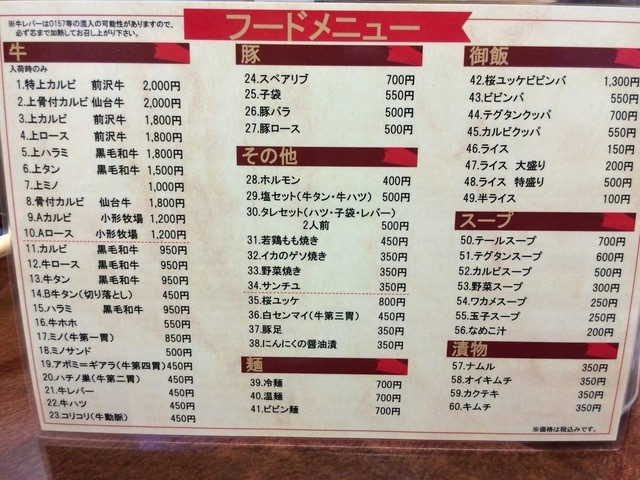 ※牛レバーはO157等の混入の可能性がありますので、
必ず芯まで加熱してお召し上がり下さい。
フードメニュー
牛
入荷時のみ
1.特上カルビ 前沢牛 2,000円
2.上骨付カルビ 仙台牛 2,000円
3.上カルビ 前沢牛 1,800円
4.上ロース 前沢牛 1,800円
5.上ハラミ 黒毛和牛 1,800円
6.上タン 黒毛和牛 1,500円
7.上ミノ 1,000円
8.骨付カルビ 仙台牛 1,800円
9.Aカルビ 小形牧場 1,200円
10.Aロース 小形牧場 1,200円
11.カルビ 黒毛和牛 950円
12.牛ロース 黒毛和牛 950円
13.牛タン 黒毛和牛 950円
14.B牛タン(切り落とし) 450円
15.ハラミ 黒毛和牛 950円
16.牛ホホ 550円
17.ミノ(牛第一胃) 850円
18.ミノサンド 500円
19.アボミ=ギアラ(牛第四胃) 450円
20.ハチノ巣(牛第二胃) 450円
21.牛レバー 450円
22.牛ハツ 450円
23.コリコリ(牛動脈) 450円
豚
24.スペアリブ 700円
25.子袋 550円
26.豚バラ 500円
27.豚ロース 500円
その他
28.ホルモン 400円
29.塩セット(牛タン・牛ハツ) 500円
30.タレセット(ハツ・子袋・レバー)
2人前 500円
31.若鶏もも焼き 450円
32.イカのゲソ焼き 350円
33.野菜焼き 350円
34.サンチユ 350円
35.桜ユッケ 800円
36.白センマイ(牛第三胃) 450円
37.豚足 350円
38.にんにくの醤油漬 350円
麺
39.冷麺 700円
40.温麺 700円
41.ビビン麺 700円
御飯
42.桜ユッケビビンバ 1,300円
43.ビビンバ 550円
44.テグタンクッパ 700円
45.カルビクッパ 550円
46.ライス 150円
47.ライス 大盛り 200円
48.ライス 特盛り 500円
49.半ライス 100円
スープ
50.テールスープ 700円
51.テグタンスープ 600円
52.カルビスープ 500円
53.野菜スープ 300円
54.ワカメスープ 250円
55.玉子スープ 250円
56.なめこ汁 200円
漬物
57.ナムル 350円
58.オイキムチ 350円
59.カクテキ 350円
60.キムチ 350円
※価格は税込みです。